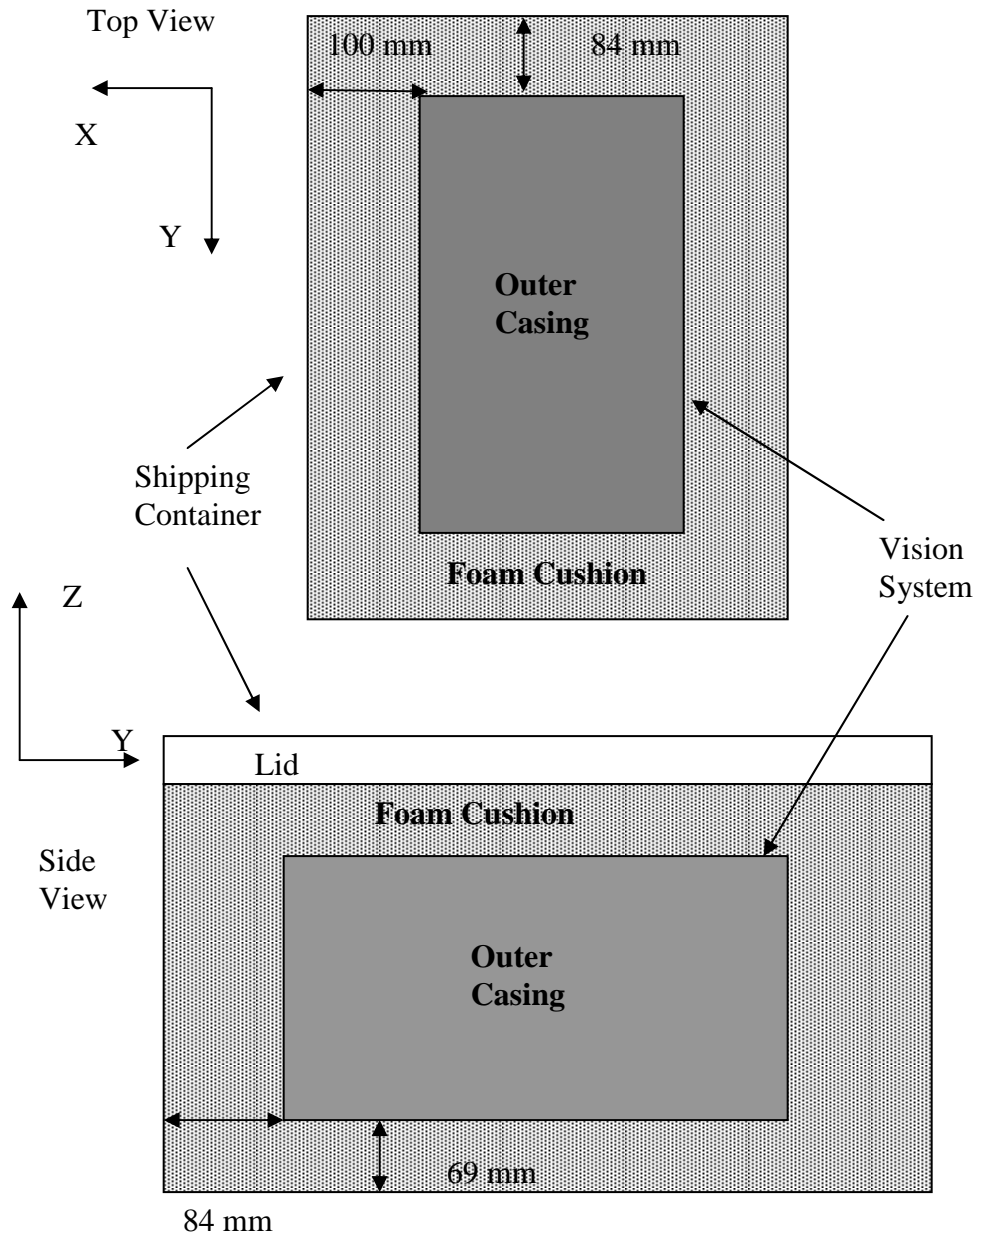 Top View
100 mm
84 mm
X
Y
Outer
Casing
Shipping
Container
Vision
System
Foam Cushion
Z
Y
Lid
Foam Cushion
Side
View
Outer
Casing
69 mm
84 mm